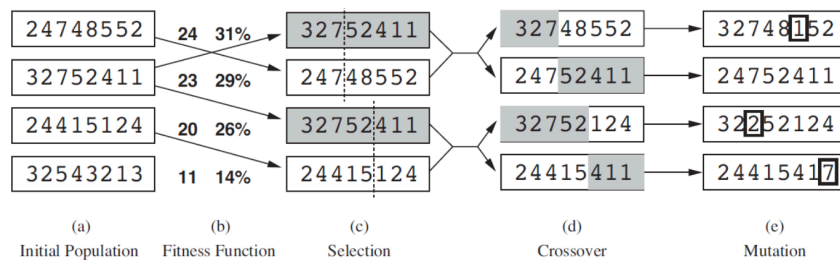 24748552 24 31% 32752411 32748552 32748152
32752411 23 29% 24748552 24752411 24752411
24415124 20 26% 32752411 32752124 32252124
32543213 11 14% 24415124 24415411 24415417
(a) (b) (c) (d) (e)
Initial Population Fitness Function Selection Crossover Mutation